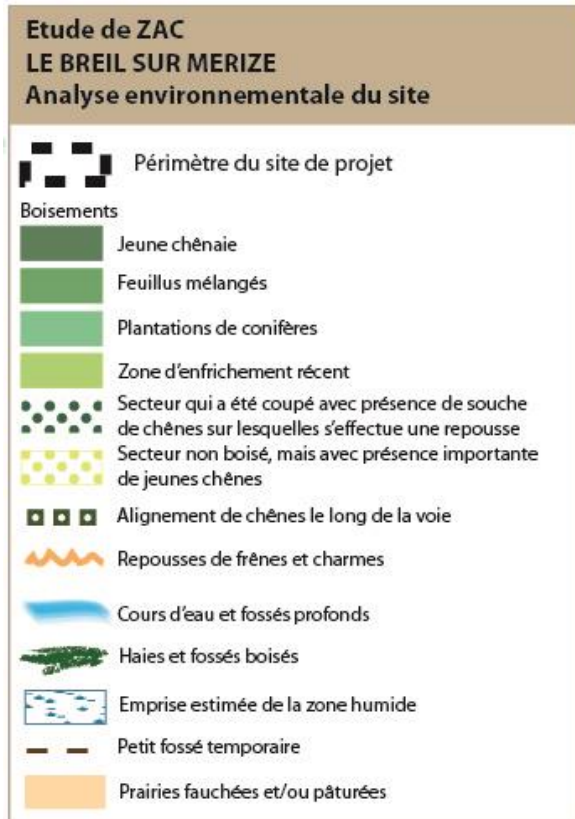 Etude de ZAC
LE BREIL SUR MERIZE
Analyse environnementale du site
Périmètre du site de projet
Boisements
Jeune chênaie
Feuillus mélangés
Plantations de conifères
Zone d'enfrichement récent
Secteur qui a été coupé avec présence de souche
de chênes sur lesquelles s'effectue une repousse
Secteur non boisé, mais avec présence importante
de jeunes chênes
Alignement de chênes le long de la voie
Repousses de frênes et charmes
Cours d'eau et fossés profonds
Haies et fossés boisés
Emprise estimée de la zone humide
Petit fossé temporaire
Prairies fauchées et/ou pâturées